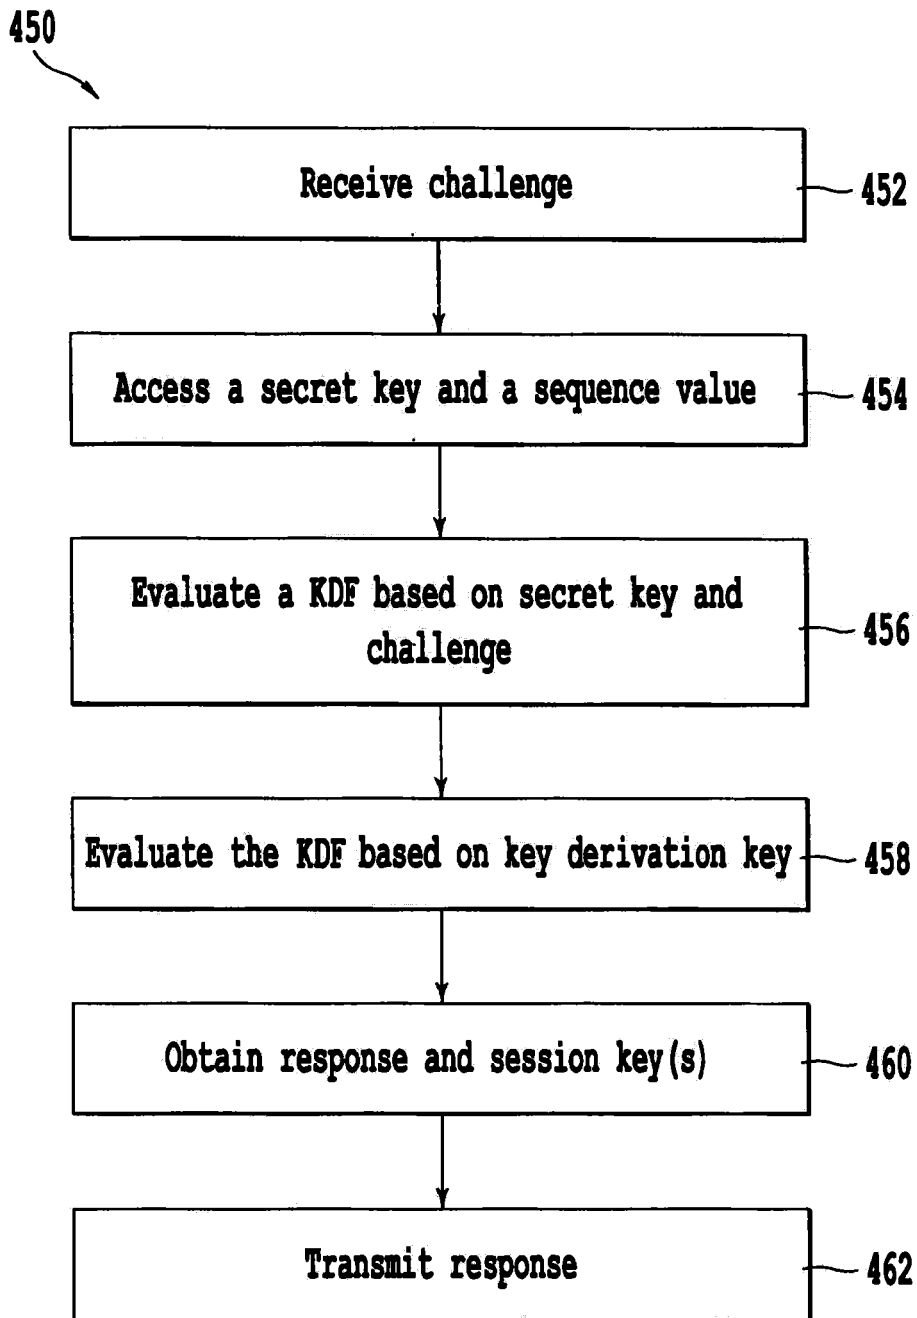 450
Receive challenge
452
Access a secret key and a sequence value
454
Evaluate a KDF based on secret key and
challenge
456
Evaluate the KDF based on key derivation key
458
Obtain response and session key(s)
460
Transmit response
462